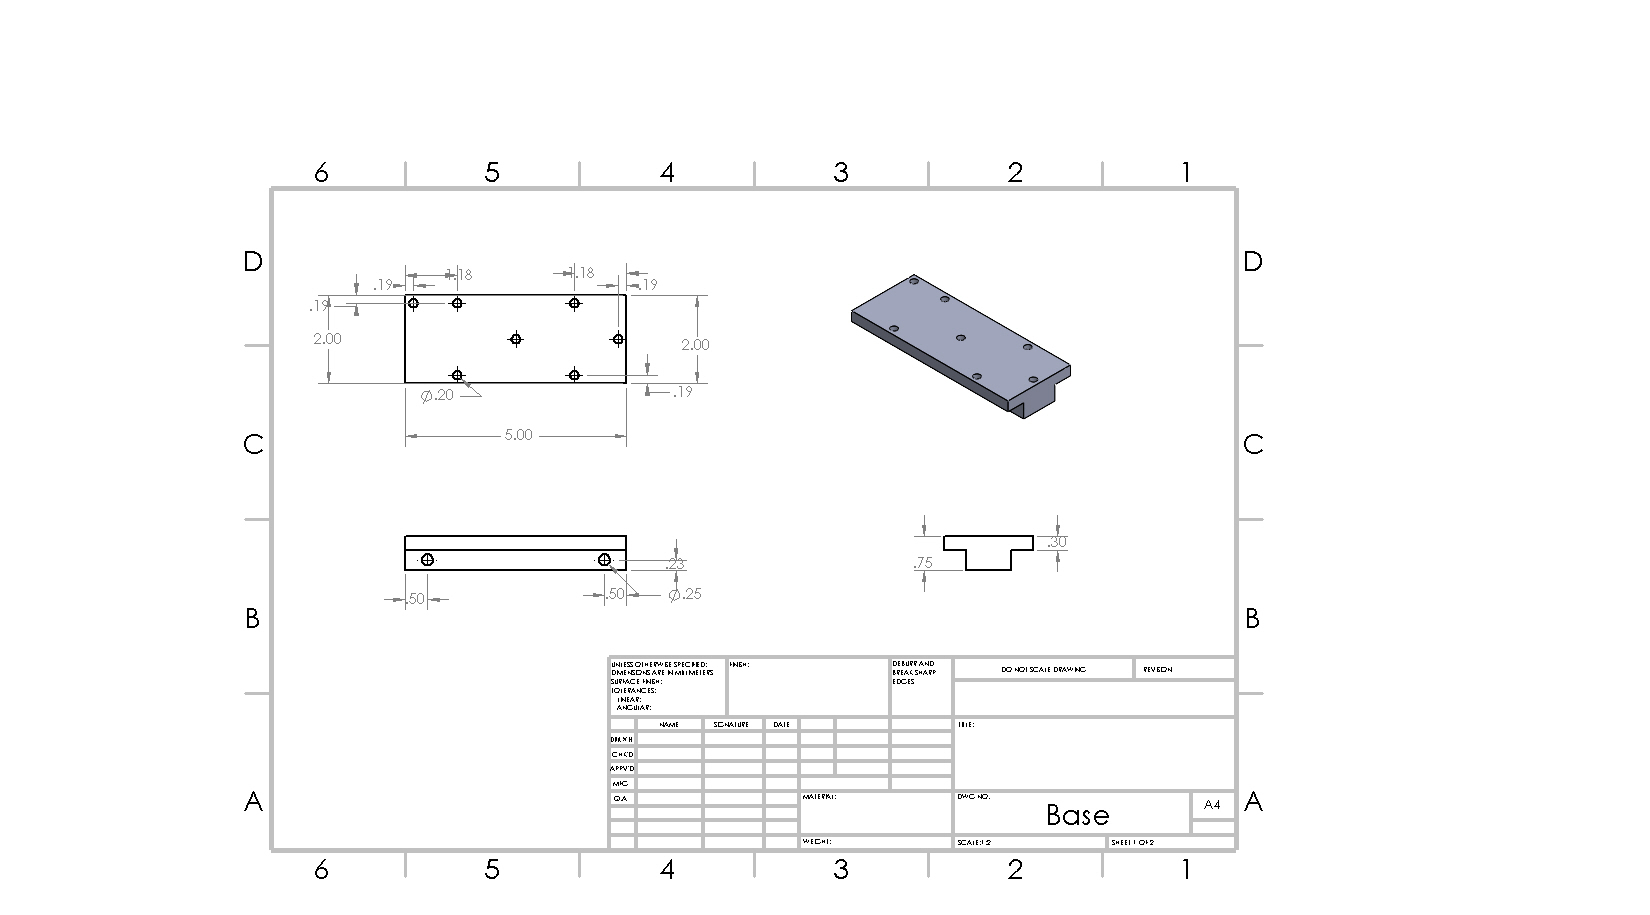 6 5 4 3 2 1
D D
1.18 1.18
.19 .19
.19
2.00 2.00
Ø.20 .19
5.00
C C
.30
.23 .75
.50 .50 Ø.25
B B
UNLESS OTHERWISE SPECIFIED: FINISH: DEBURR AND DO NOT SCALE DRAWING REVISION
DIMENSIONS ARE IN MILLIMETERS BREAK SHARP
SURFACE FINISH: EDGES
TOLERANCES:
LINEAR:
ANGULAR:
NAME SIGNATURE DATE TITLE:
DRAWN
CHK'D
APPV'D
MFG
Q.A MATERIAL: DWG NO.
A Base A4 A
WEIGHT: SCALE:1:2 SHEET 1 OF 2
6 5 4 3 2 1